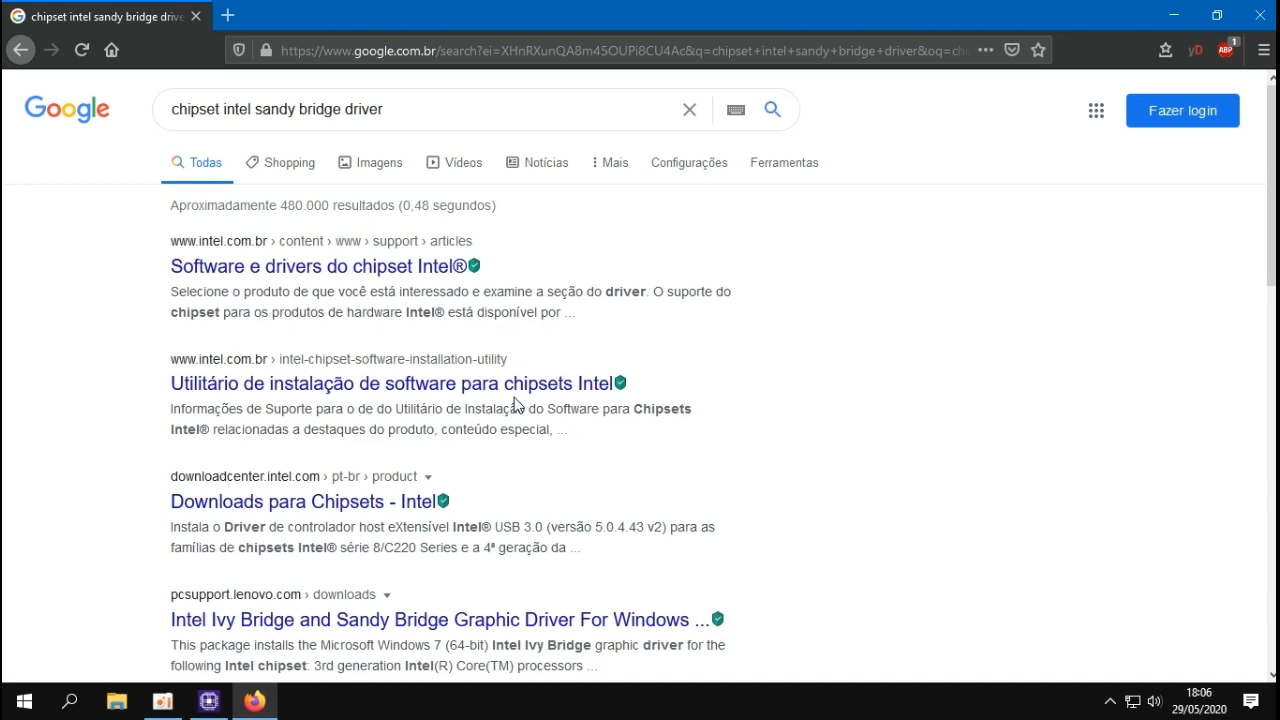 chipset intel sandy bridge drive
https://www.google.com.br/search?ei=XHnRXunQA8m45OUPi8CU4Ac&q=chipset+intel+sandy+bridge+driver&oq=chi
yD
ABP
1
Google
chipset intel sandy bridge driver
Fazer login
Todas
Shopping
Imagens
Vídeos
Notícias
Mais
Configurações
Ferramentas
Aproximadamente 480.000 resultados (0,48 segundos)
www.intel.com.br › content › www › support › articles
Software e drivers do chipset Intel®
Selecione o produto de que você está interessado e examine a seção do driver. O suporte do
chipset para os produtos de hardware Intel® está disponível por ...
www.intel.com.br › intel-chipset-software-installation-utility
Utilitário de instalação de software para chipsets Intel
Informações de Suporte para o de do Utilitário de Instalação do Software para Chipsets
Intel® relacionadas a destaques do produto, conteúdo especial, ...
downloadcenter.intel.com › pt-br › product
Downloads para Chipsets - Intel
Instala o Driver de controlador host eXtensível Intel® USB 3.0 (versão 5.0.4.43 v2) para as
famílias de chipsets Intel® série 8/C220 Series e a 4ª geração da ...
pcsupport.lenovo.com › downloads
Intel Ivy Bridge and Sandy Bridge Graphic Driver For Windows ...
This package installs the Microsoft Windows 7 (64-bit) Intel Ivy Bridge graphic driver for the
following Intel chipset: 3rd generation Intel(R) Core(TM) processors ...
18:06
29/05/2020